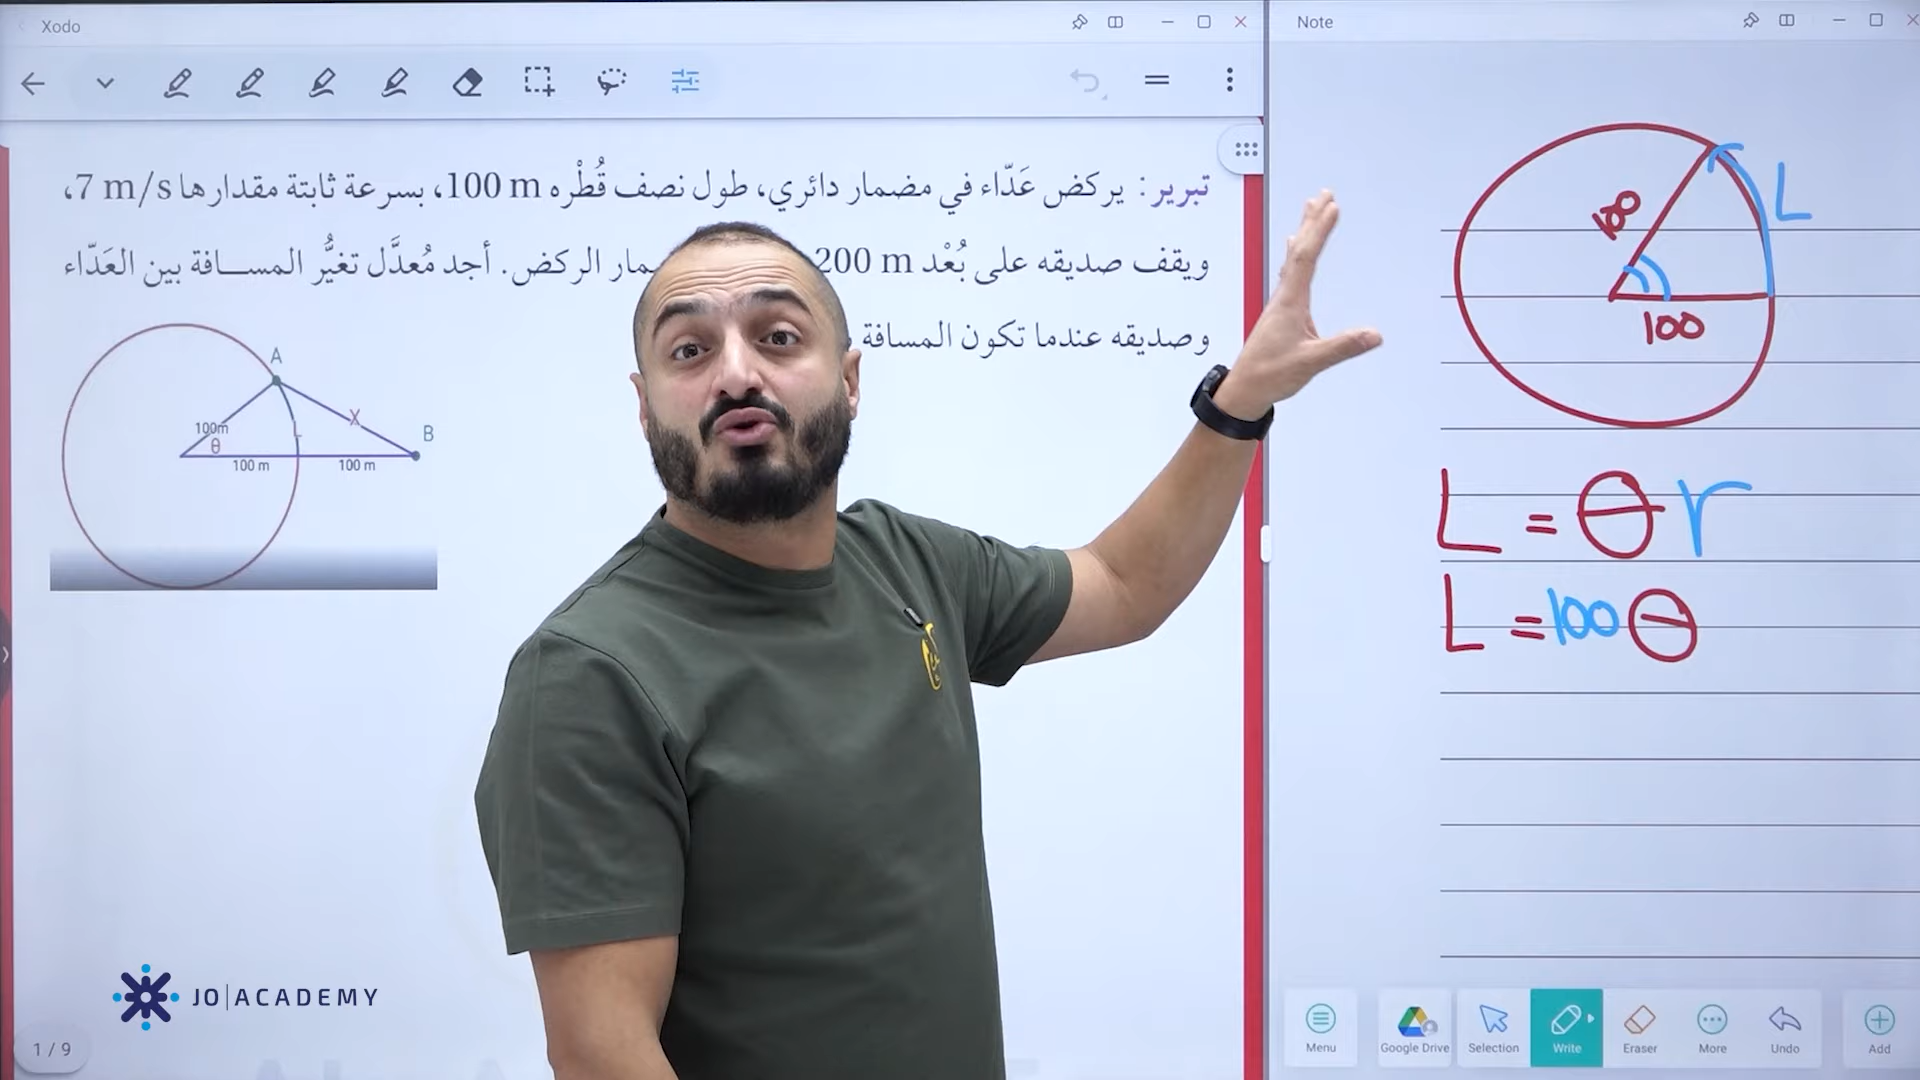 Xodo
Note
تبرير: يركض عَدّاء في مضمار دائري، طول نصف قُطْره 100 m، بسرعة ثابتة مقدارها 7 m/s،
ويقف صديقه على بُعْد 200 m الركض. أجد مُعدَّل تغيُّر المسافة بين العَدّاء
وصديقه عندما تكون المسافة
A
100m
θ
L
X
B
100 m
100 m
100
L
100
L = θ r
L = 100 θ
JO|ACADEMY
1 / 9
Menu
Google Drive
Selection
Write
Eraser
More
Undo
Add